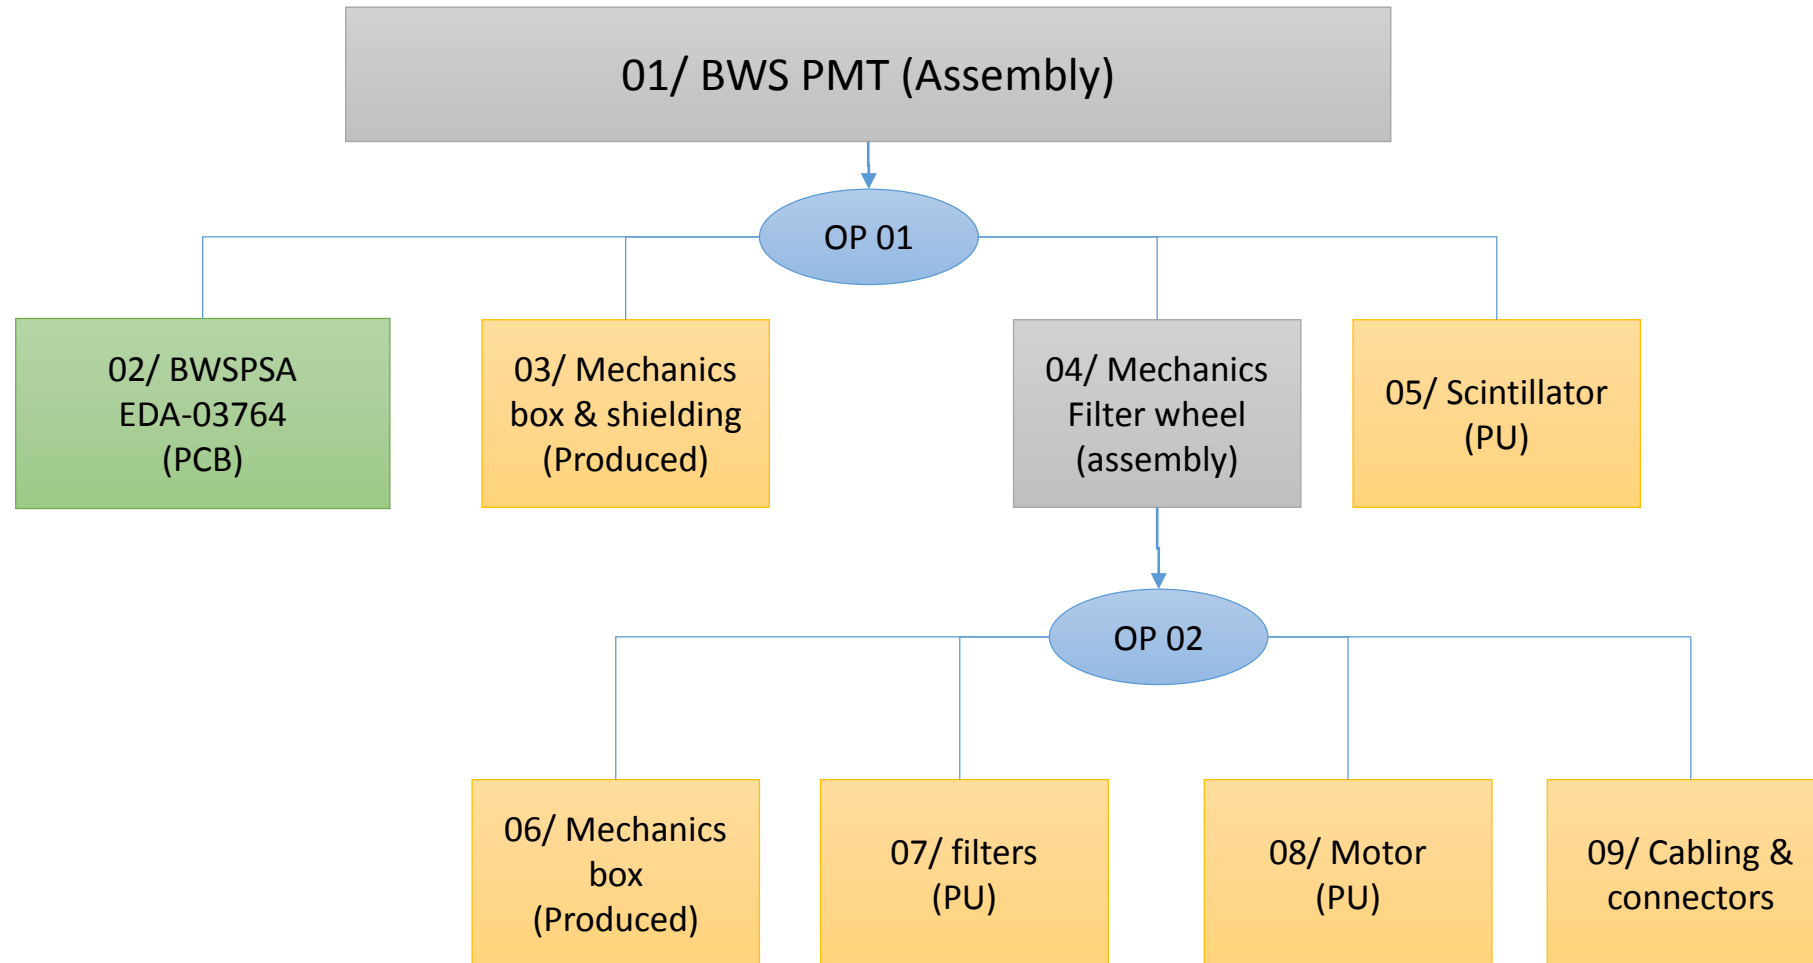 01/ BWS PMT (Assembly)
OP 01
02/ BWSPSA
EDA-03764
(PCB)
03/ Mechanics
box & shielding
(Produced)
04/ Mechanics
Filter wheel
(assembly)
05/ Scintillator
(PU)
OP 02
06/ Mechanics
box
(Produced)
07/ filters
(PU)
08/ Motor
(PU)
09/ Cabling &
connectors